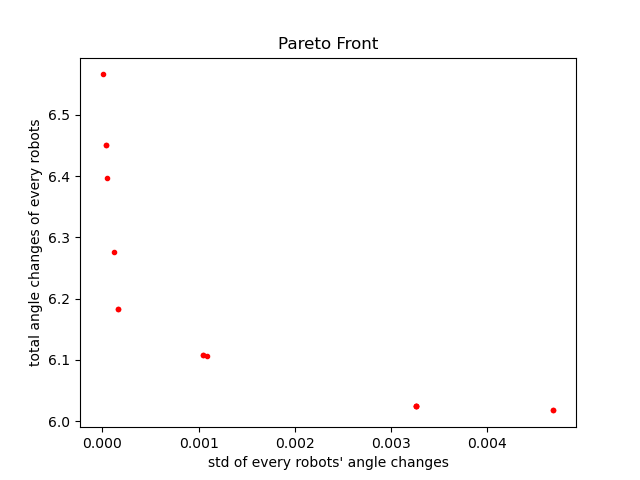 Pareto Front
total angle changes of every robots
6.5
6.4
6.3
6.2
6.1
6.0
0.000 0.001 0.002 0.003 0.004
std of every robots' angle changes